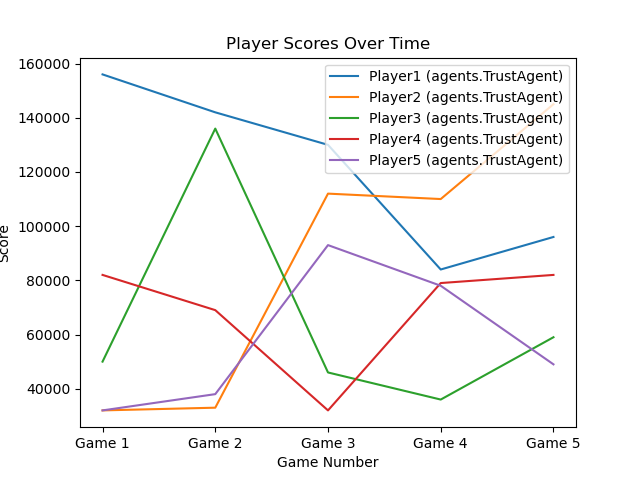 Player Scores Over Time
160000
140000
120000
100000
80000
60000
40000
Score
Player1 (agents.TrustAgent)
Player2 (agents.TrustAgent)
Player3 (agents.TrustAgent)
Player4 (agents.TrustAgent)
Player5 (agents.TrustAgent)
Game 1 Game 2 Game 3 Game 4 Game 5
Game Number